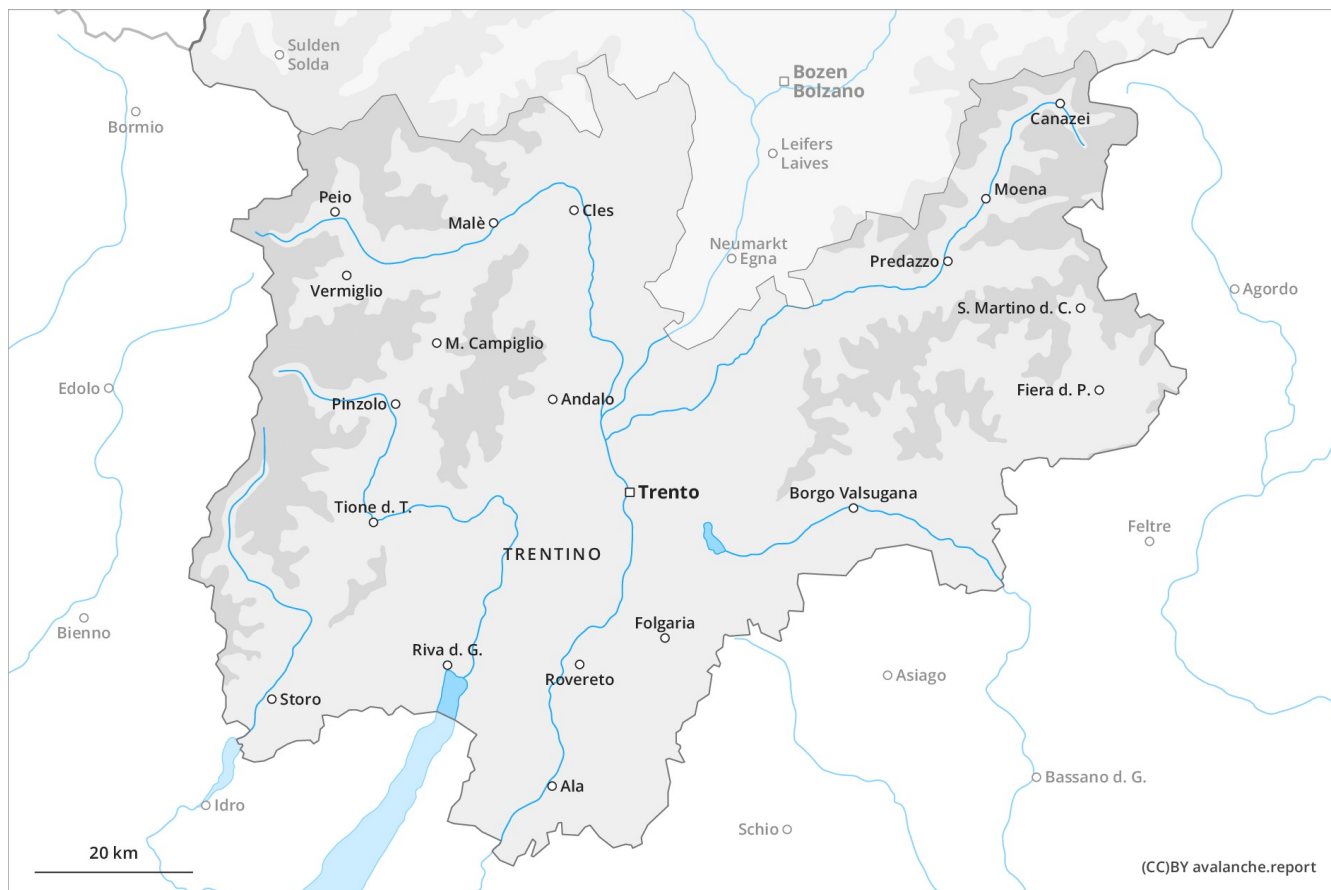 Sulden
Solda
Bozen
Bolzano
Bormio
Canazei
Leifers
Laives
Peio
Moena
Malè
Cles
Neumarkt
Egna
Predazzo
Vermiglio
Agordo
S. Martino d. C.
M. Campiglio
Edolo
Pinzolo
Andalo
Fiera d. P.
Trento
Borgo Valsugana
Tione d. T.
Feltre
TRENTINO
Bienno
Folgaria
Riva d. G.
Rovereto
Asiago
Storo
Bassano d. G.
Ala
Idro
Schio
20 km
(CC)BY avalanche.report